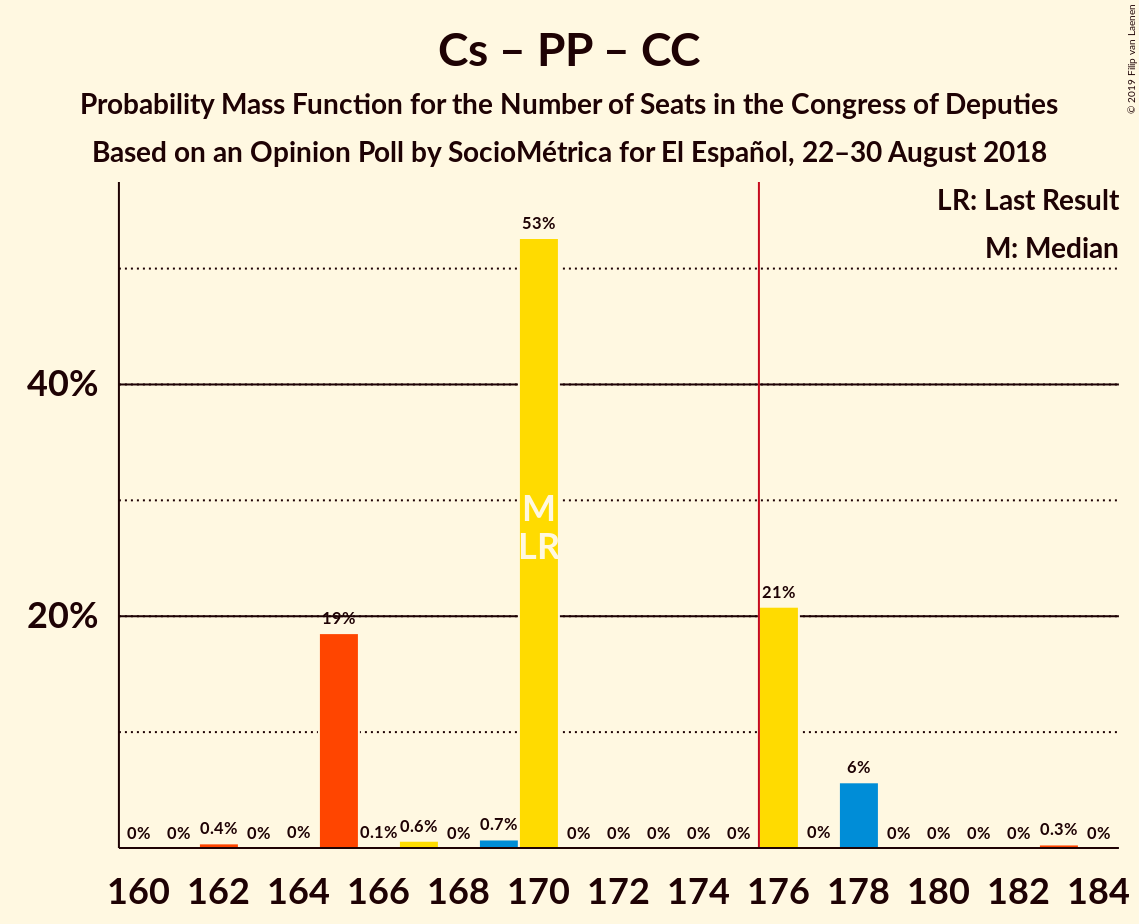 Cs – PP – CC
Probability Mass Function for the Number of Seats in the Congress of Deputies
Based on an Opinion Poll by SocioMétrica for El Español, 22–30 August 2018
© 2019 Filip van Laenen
LR: Last Result
M: Median
53%
40%
M
LR
21%
20%
19%
6%
0% 0% 0.4% 0% 0% 0.1% 0.6% 0% 0.7% 0% 0% 0% 0% 0% 0% 0% 0% 0% 0% 0.3% 0%
160 162 164 166 168 170 172 174 176 178 180 182 184